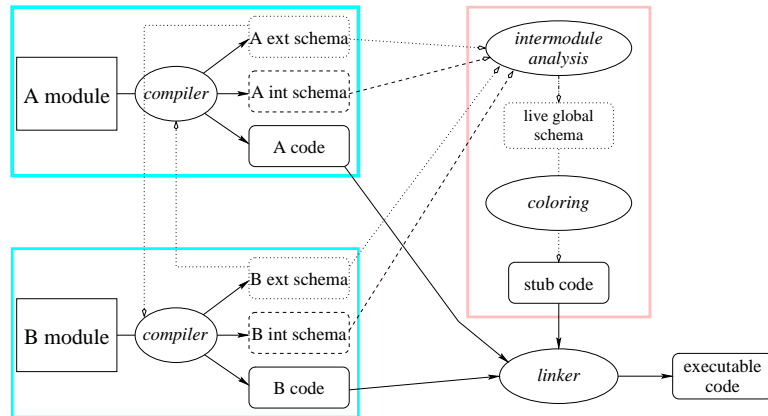 A module
compiler
A ext schema
A int schema
A code
B module
compiler
B ext schema
B int schema
B code
intermodule
analysis
live global
schema
coloring
stub code
linker
executable
code